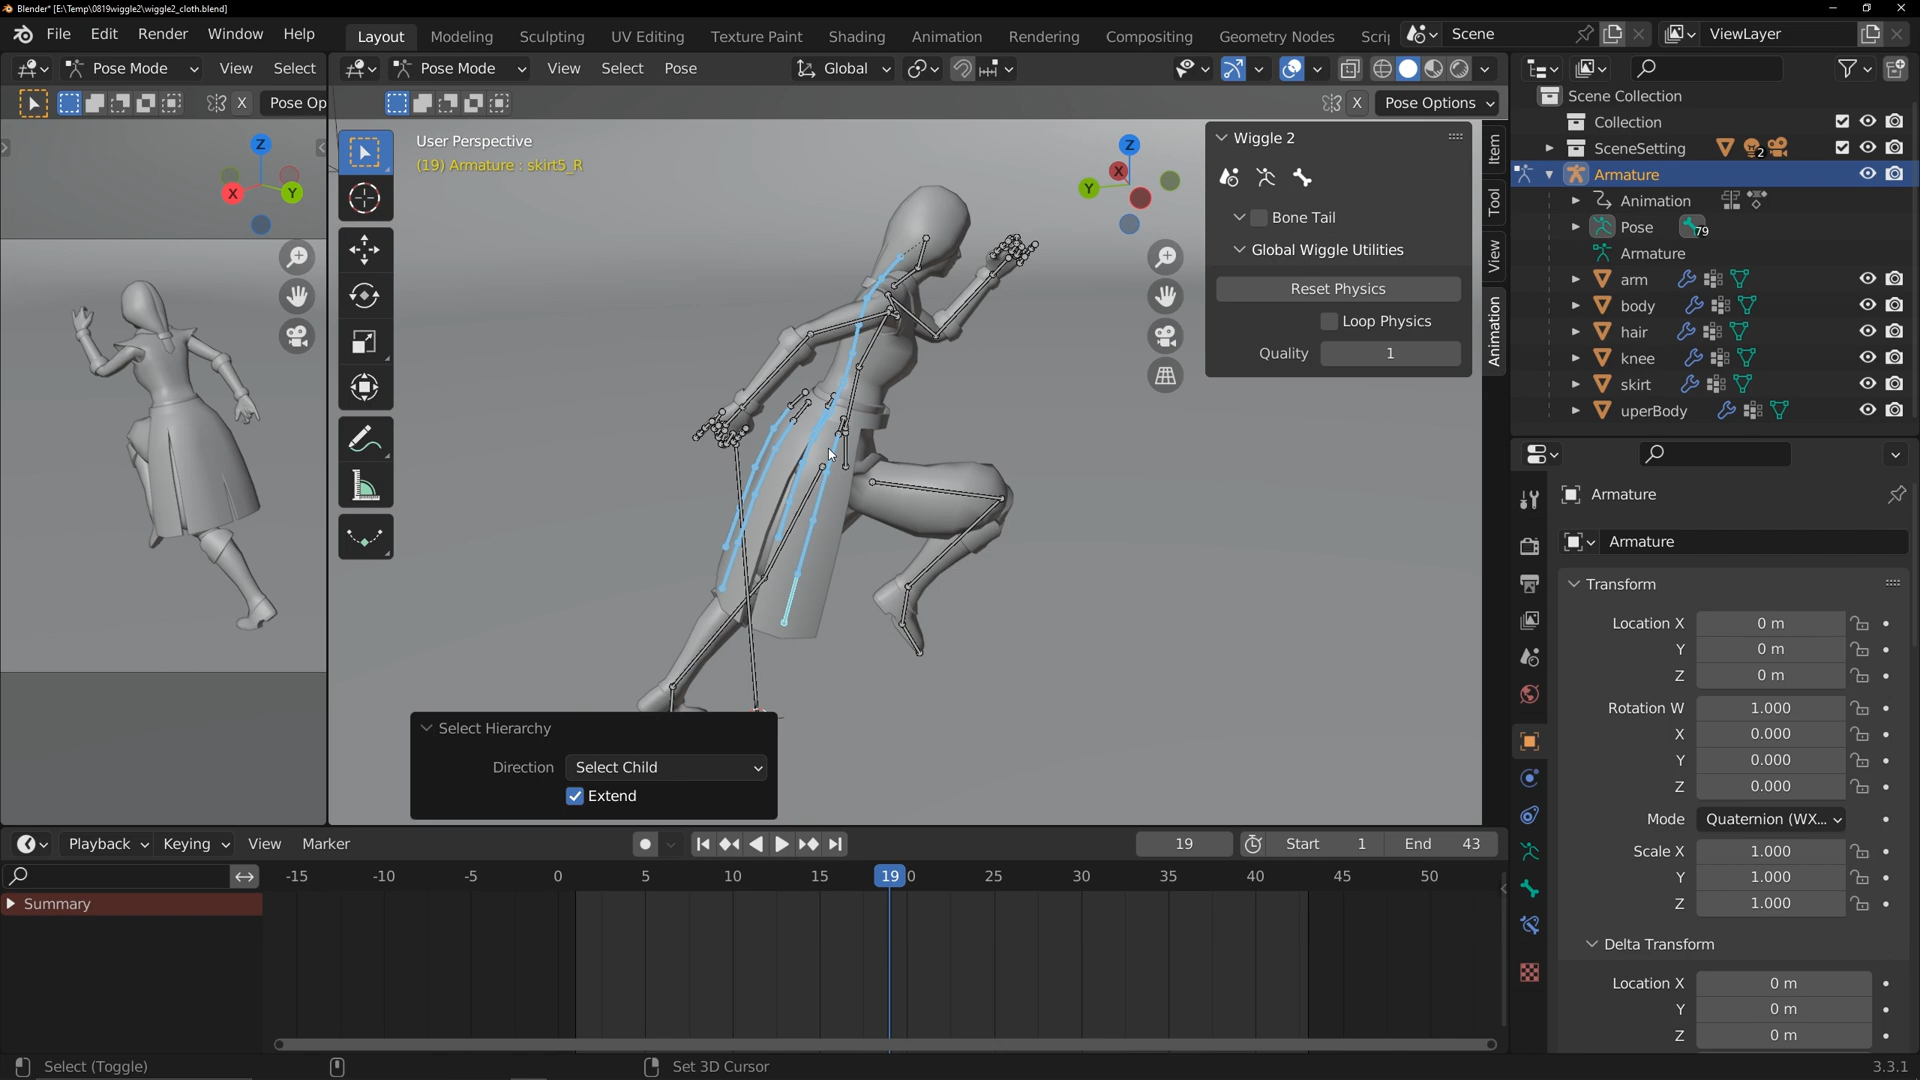 Blender* [E:\Temp\0819wiggle2\wiggle2_cloth.blend]
File Edit Render Window Help
Layout Modeling Sculpting UV Editing Texture Paint Shading Animation Rendering Compositing Geometry Nodes Scrip
Scene
ViewLayer
Pose Mode View Select
Pose Mode View Select Pose
Global
X Pose Op
X Pose Options
Z
X
Y
User Perspective
(19) Armature : skirt5_R
Z
X
Y
Wiggle 2
Bone Tail
Global Wiggle Utilities
Reset Physics
Loop Physics
Quality 1
Item
Tool
View
Animation
Select Hierarchy
Direction Select Child
Extend
Scene Collection
Collection
SceneSetting 2
Armature
Animation
Pose 79
Armature
arm
body
hair
knee
skirt
uperBody
Armature
Armature
Transform
Location X 0 m
Y 0 m
Z 0 m
Rotation W 1.000
X 0.000
Y 0.000
Z 0.000
Mode Quaternion (WX...
Scale X 1.000
Y 1.000
Z 1.000
Delta Transform
Location X 0 m
Y 0 m
Z 0 m
Playback Keying View Marker
19 Start 1 End 43
-15 -10 -5 0 5 10 15 19 0 25 30 35 40 45 50
Summary
Select (Toggle)
Set 3D Cursor
3.3.1